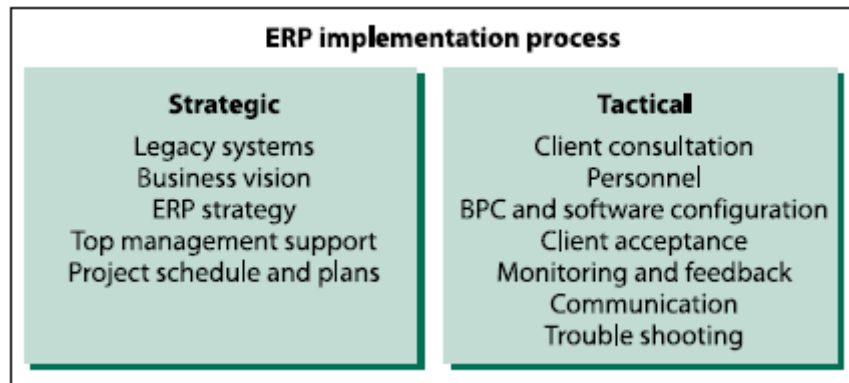 ERP implementation process
Strategic
Legacy systems
Business vision
ERP strategy
Top management support
Project schedule and plans
Tactical
Client consultation
Personnel
BPC and software configuration
Client acceptance
Monitoring and feedback
Communication
Trouble shooting